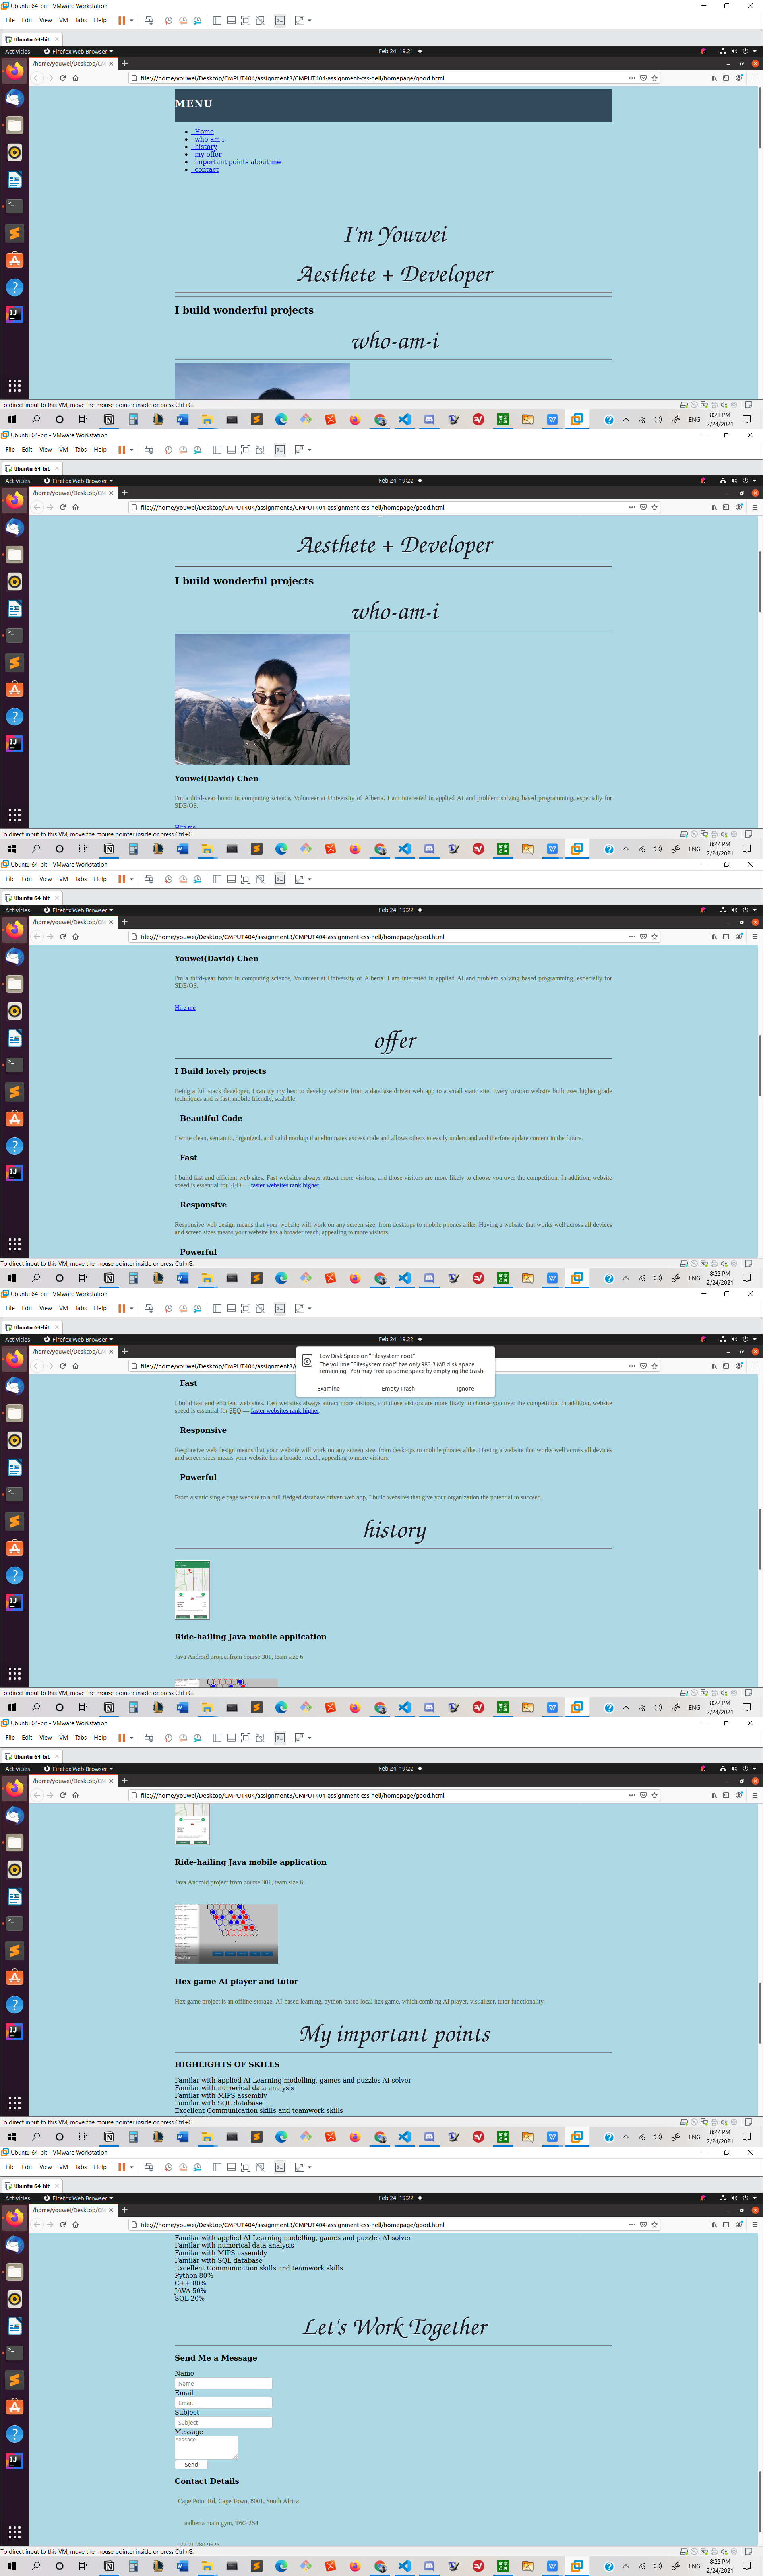 Ubuntu 64-bit - VMware Workstation
File Edit View VM Tabs Help
Ubuntu 64-bit
Activities Firefox Web Browser Feb 24 19:21
/home/youwei/Desktop/CM
file:///home/youwei/Desktop/CMPUT404/assignment3/CMPUT404-assignment-css-hell/homepage/good.html
MENU
Home
who am i
history
my offer
important points about me
contact
I'm Youwei
Aesthete + Developer
I build wonderful projects
who-am-i
To direct input to this VM, move the mouse pointer inside or press Ctrl+G.
ENG 8:21 PM
2/24/2021
Ubuntu 64-bit - VMware Workstation
File Edit View VM Tabs Help
Ubuntu 64-bit
Activities Firefox Web Browser Feb 24 19:22
/home/youwei/Desktop/CM
file:///home/youwei/Desktop/CMPUT404/assignment3/CMPUT404-assignment-css-hell/homepage/good.html
Aesthete + Developer
I build wonderful projects
who-am-i
Youwei(David) Chen
I'm a third-year honor in computing science, Volunteer at University of Alberta. I am interested in applied AI and problem solving based programming, especially for
SDE/OS.
Hire me
To direct input to this VM, move the mouse pointer inside or press Ctrl+G.
ENG 8:22 PM
2/24/2021
Ubuntu 64-bit - VMware Workstation
File Edit View VM Tabs Help
Ubuntu 64-bit
Activities Firefox Web Browser Feb 24 19:22
/home/youwei/Desktop/CM
file:///home/youwei/Desktop/CMPUT404/assignment3/CMPUT404-assignment-css-hell/homepage/good.html
Youwei(David) Chen
I'm a third-year honor in computing science, Volunteer at University of Alberta. I am interested in applied AI and problem solving based programming, especially for
SDE/OS.
Hire me
offer
I Build lovely projects
Being a full stack developer, I can try my best to develop website from a database driven web app to a small static site. Every custom website built uses higher grade
techniques and is fast, mobile friendly, scalable.
Beautiful Code
I write clean, semantic, organized, and valid markup that eliminates excess code and allows others to easily understand and therfore update content in the future.
Fast
I build fast and efficient web sites. Fast websites always attract more visitors, and those visitors are more likely to choose you over the competition. In addition, website
speed is essential for SEO — faster websites rank higher.
Responsive
Responsive web design means that your website will work on any screen size, from desktops to mobile phones alike. Having a website that works well across all devices
and screen sizes means your website has a broader reach, appealing to more visitors.
Powerful
To direct input to this VM, move the mouse pointer inside or press Ctrl+G.
ENG 8:22 PM
2/24/2021
Ubuntu 64-bit - VMware Workstation
File Edit View VM Tabs Help
Ubuntu 64-bit
Activities Firefox Web Browser Feb 24 19:22
/home/youwei/Desktop/CM
file:///home/youwei/Desktop/CMPUT404/assignment3/
Low Disk Space on "Filesystem root"
The volume "Filesystem root" has only 983.3 MB disk space
remaining. You may free up some space by emptying the trash.
Examine Empty Trash Ignore
Fast
I build fast and efficient web sites. Fast websites always attract more visitors, and those visitors are more likely to choose you over the competition. In addition, website
speed is essential for SEO — faster websites rank higher.
Responsive
Responsive web design means that your website will work on any screen size, from desktops to mobile phones alike. Having a website that works well across all devices
and screen sizes means your website has a broader reach, appealing to more visitors.
Powerful
From a static single page website to a full fledged database driven web app, I build websites that give your organization the potential to succeed.
history
Ride-hailing Java mobile application
Java Android project from course 301, team size 6
To direct input to this VM, move the mouse pointer inside or press Ctrl+G.
ENG 8:22 PM
2/24/2021
Ubuntu 64-bit - VMware Workstation
File Edit View VM Tabs Help
Ubuntu 64-bit
Activities Firefox Web Browser Feb 24 19:22
/home/youwei/Desktop/CM
file:///home/youwei/Desktop/CMPUT404/assignment3/CMPUT404-assignment-css-hell/homepage/good.html
Ride-hailing Java mobile application
Java Android project from course 301, team size 6
Hex game AI player and tutor
Hex game project is an offline-storage, AI-based learning, python-based local hex game, which combing AI player, visualizer, tutor functionality.
My important points
HIGHLIGHTS OF SKILLS
Familar with applied AI Learning modelling, games and puzzles AI solver
Familar with numerical data analysis
Familar with MIPS assembly
Familar with SQL database
Excellent Communication skills and teamwork skills
To direct input to this VM, move the mouse pointer inside or press Ctrl+G.
ENG 8:22 PM
2/24/2021
Ubuntu 64-bit - VMware Workstation
File Edit View VM Tabs Help
Ubuntu 64-bit
Activities Firefox Web Browser Feb 24 19:22
/home/youwei/Desktop/CM
file:///home/youwei/Desktop/CMPUT404/assignment3/CMPUT404-assignment-css-hell/homepage/good.html
Familar with applied AI Learning modelling, games and puzzles AI solver
Familar with numerical data analysis
Familar with MIPS assembly
Familar with SQL database
Excellent Communication skills and teamwork skills
Python 80%
C++ 80%
JAVA 50%
SQL 20%
Let's Work Together
Send Me a Message
Name
Name
Email
Email
Subject
Subject
Message
Message
Send
Contact Details
Cape Point Rd, Cape Town, 8001, South Africa
ualberta main gym, T6G 2S4
+27 21 780 9526
To direct input to this VM, move the mouse pointer inside or press Ctrl+G.
ENG 8:22 PM
2/24/2021